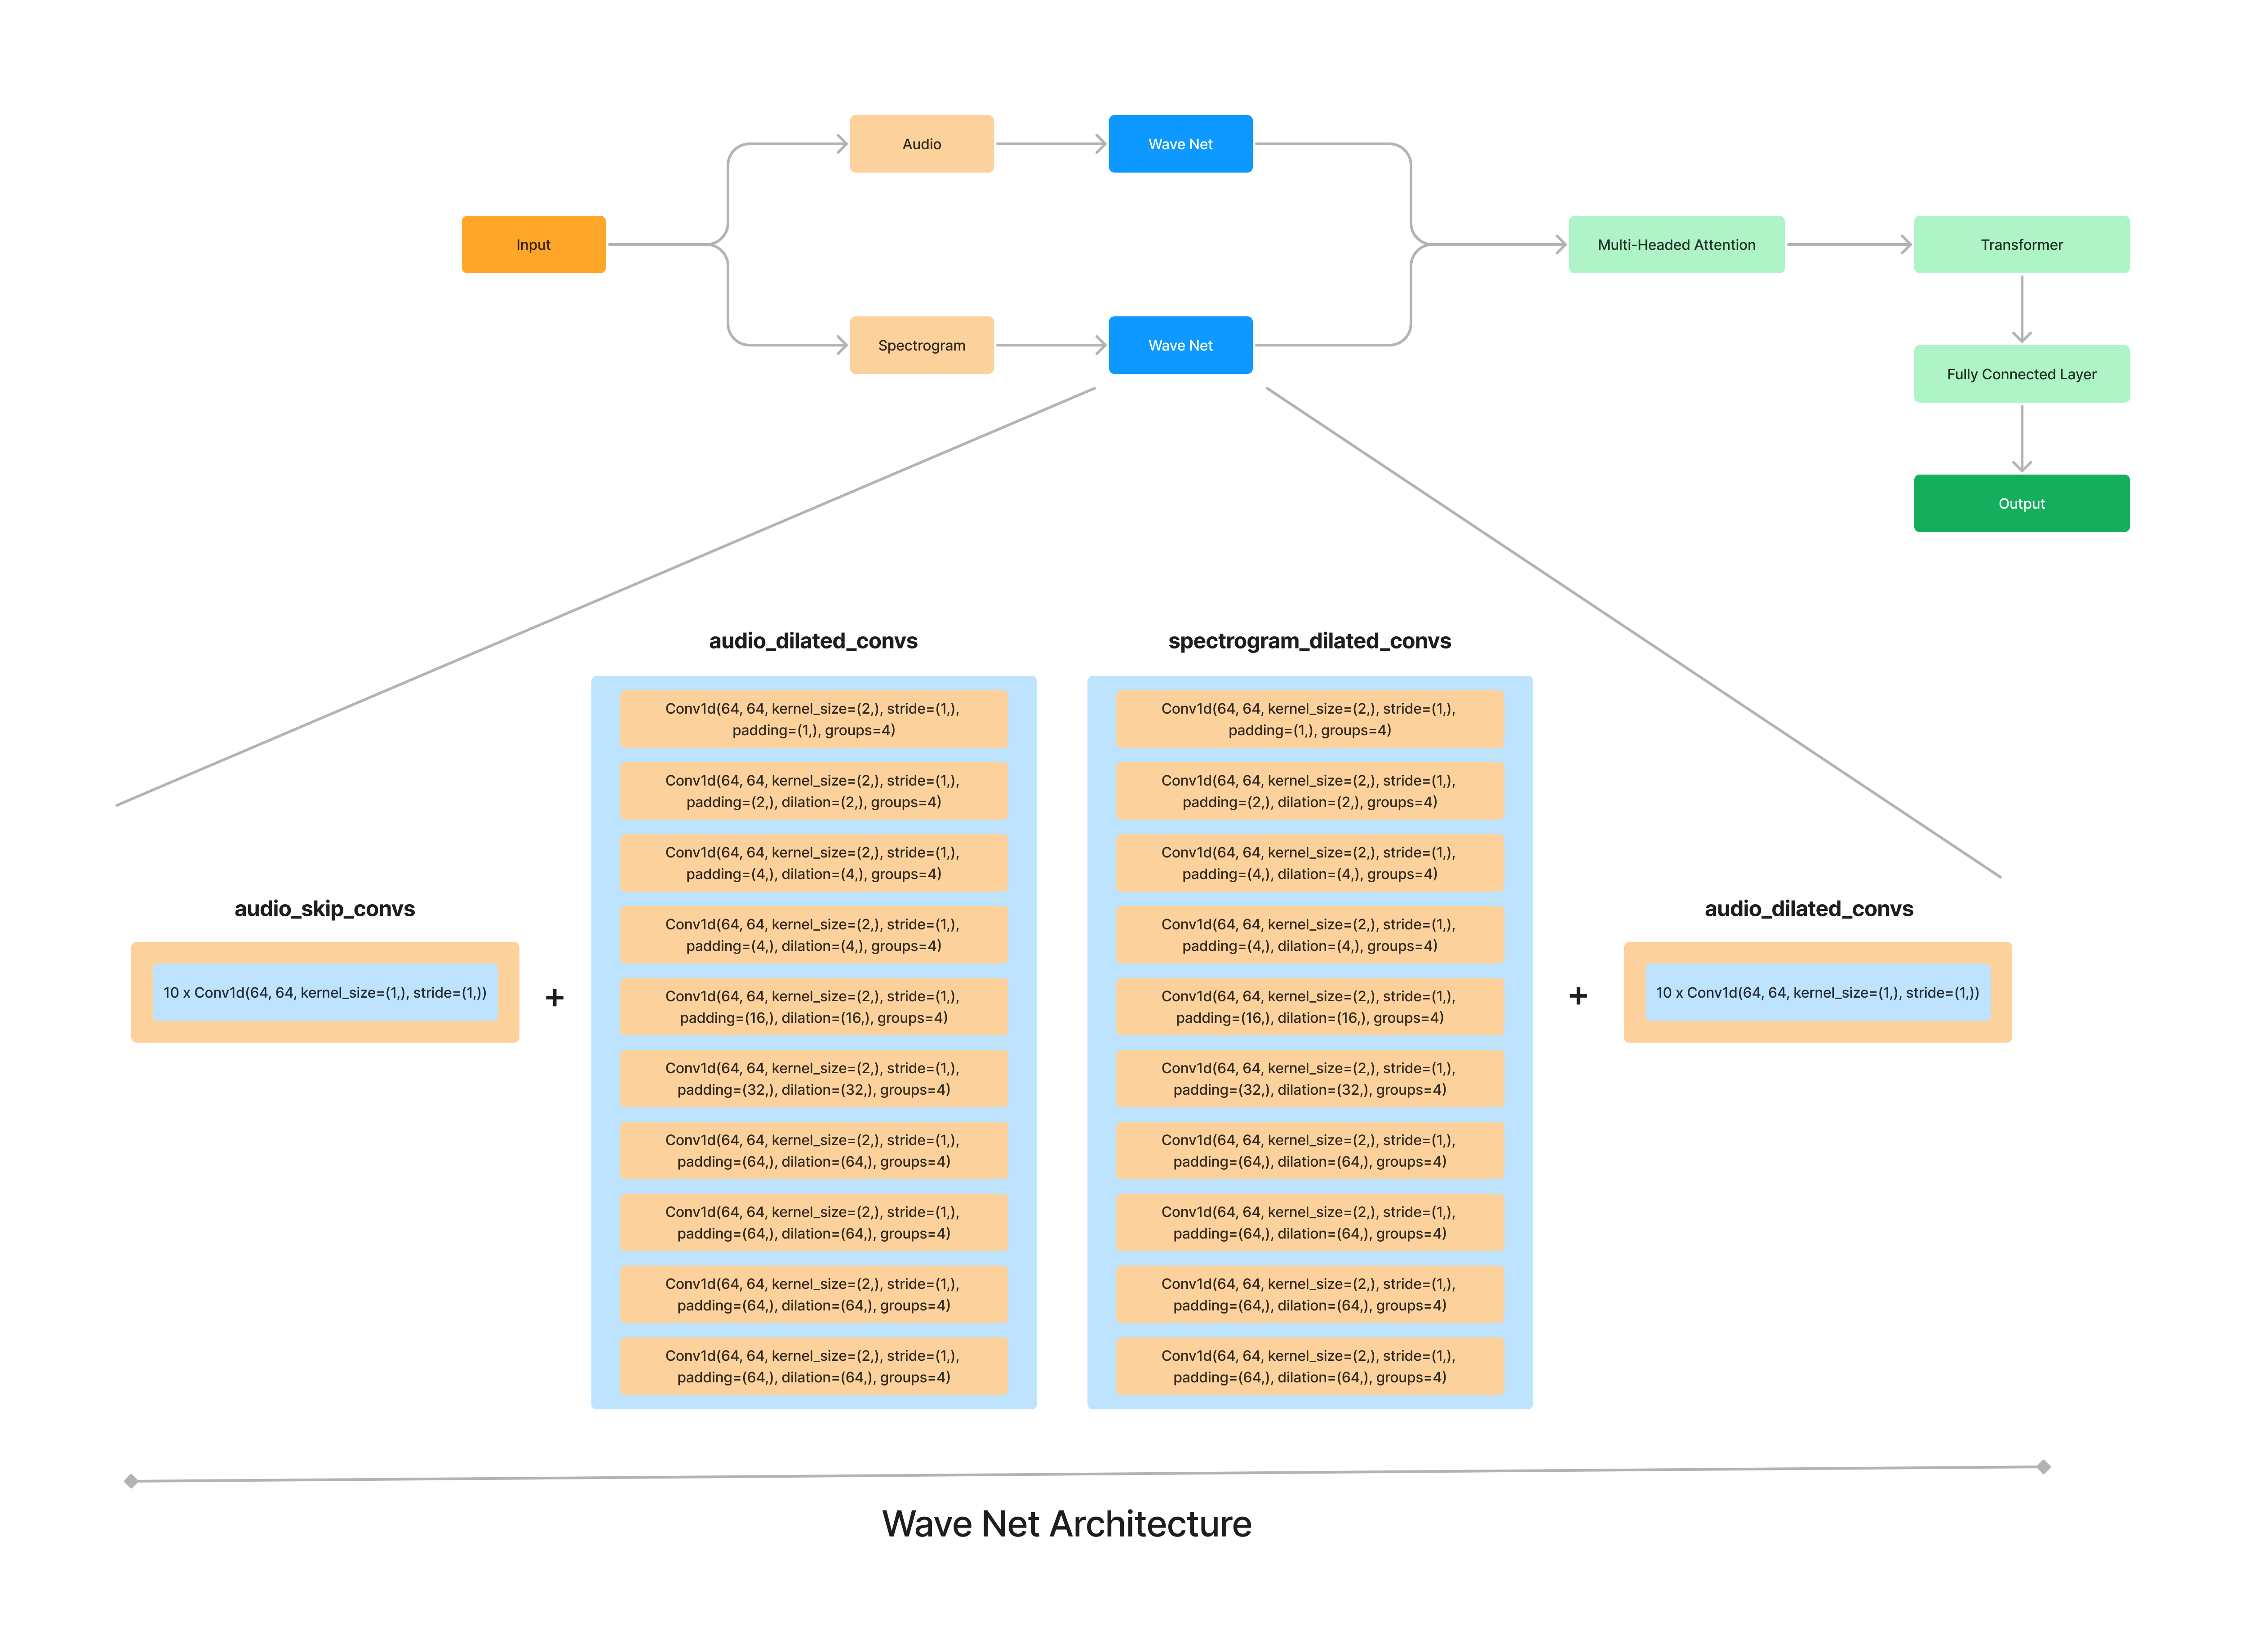 Audio
Wave Net
Input
Multi-Headed Attention
Transformer
Spectrogram
Wave Net
Fully Connected Layer
Output
audio_skip_convs
10 x Conv1d(64, 64, kernel_size=(1,), stride=(1,))
+
audio_dilated_convs
Conv1d(64, 64, kernel_size=(2,), stride=(1,),
padding=(1,), groups=4)
Conv1d(64, 64, kernel_size=(2,), stride=(1,),
padding=(2,), dilation=(2,), groups=4)
Conv1d(64, 64, kernel_size=(2,), stride=(1,),
padding=(4,), dilation=(4,), groups=4)
Conv1d(64, 64, kernel_size=(2,), stride=(1,),
padding=(4,), dilation=(4,), groups=4)
Conv1d(64, 64, kernel_size=(2,), stride=(1,),
padding=(16,), dilation=(16,), groups=4)
Conv1d(64, 64, kernel_size=(2,), stride=(1,),
padding=(32,), dilation=(32,), groups=4)
Conv1d(64, 64, kernel_size=(2,), stride=(1,),
padding=(64,), dilation=(64,), groups=4)
Conv1d(64, 64, kernel_size=(2,), stride=(1,),
padding=(64,), dilation=(64,), groups=4)
Conv1d(64, 64, kernel_size=(2,), stride=(1,),
padding=(64,), dilation=(64,), groups=4)
Conv1d(64, 64, kernel_size=(2,), stride=(1,),
padding=(64,), dilation=(64,), groups=4)
spectrogram_dilated_convs
Conv1d(64, 64, kernel_size=(2,), stride=(1,),
padding=(1,), groups=4)
Conv1d(64, 64, kernel_size=(2,), stride=(1,),
padding=(2,), dilation=(2,), groups=4)
Conv1d(64, 64, kernel_size=(2,), stride=(1,),
padding=(4,), dilation=(4,), groups=4)
Conv1d(64, 64, kernel_size=(2,), stride=(1,),
padding=(4,), dilation=(4,), groups=4)
Conv1d(64, 64, kernel_size=(2,), stride=(1,),
padding=(16,), dilation=(16,), groups=4)
Conv1d(64, 64, kernel_size=(2,), stride=(1,),
padding=(32,), dilation=(32,), groups=4)
Conv1d(64, 64, kernel_size=(2,), stride=(1,),
padding=(64,), dilation=(64,), groups=4)
Conv1d(64, 64, kernel_size=(2,), stride=(1,),
padding=(64,), dilation=(64,), groups=4)
Conv1d(64, 64, kernel_size=(2,), stride=(1,),
padding=(64,), dilation=(64,), groups=4)
Conv1d(64, 64, kernel_size=(2,), stride=(1,),
padding=(64,), dilation=(64,), groups=4)
+
audio_dilated_convs
10 x Conv1d(64, 64, kernel_size=(1,), stride=(1,))
Wave Net Architecture